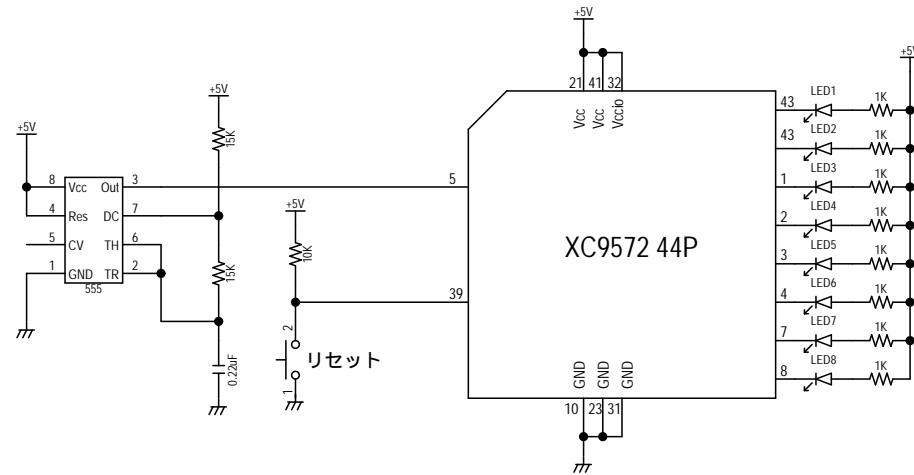 +5V
+5V
+5V
+5V
15K
8 Vcc Out 3
4 Res DC 7
5 CV TH 6
1 GND TR 2
555
15K
0.22uF
+5V
10K
2
1
リセット
21 41 32
Vcc Vcc Vccio
5
39
XC9572 44P
GND GND GND
10 23 31
43 LED1 1K
43 LED2 1K
1 LED3 1K
2 LED4 1K
3 LED5 1K
4 LED6 1K
7 LED7 1K
8 LED8 1K